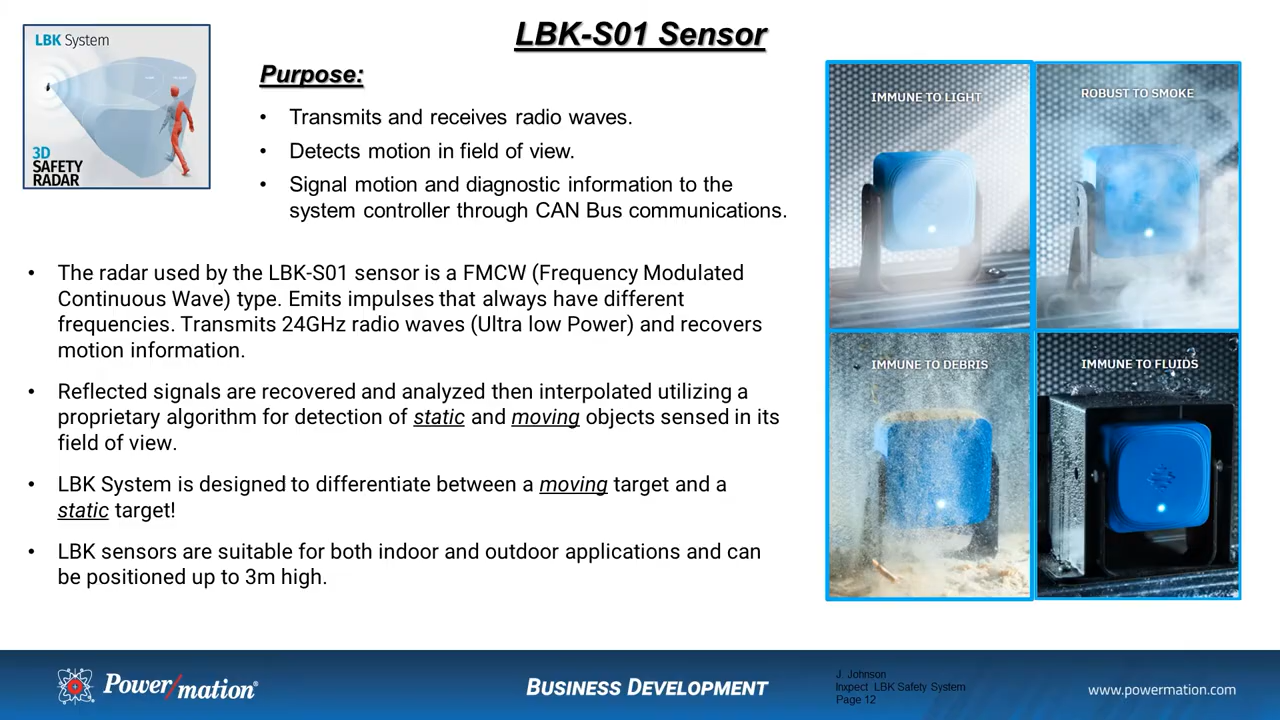 LBK-S01 Sensor
LBK System
3D
SAFETY
RADAR
Purpose:
• Transmits and receives radio waves.
• Detects motion in field of view.
• Signal motion and diagnostic information to the
system controller through CAN Bus communications.
• The radar used by the LBK-S01 sensor is a FMCW (Frequency Modulated
Continuous Wave) type. Emits impulses that always have different
frequencies. Transmits 24GHz radio waves (Ultra low Power) and recovers
motion information.
• Reflected signals are recovered and analyzed then interpolated utilizing a
proprietary algorithm for detection of static and moving objects sensed in its
field of view.
• LBK System is designed to differentiate between a moving target and a
static target!
• LBK sensors are suitable for both indoor and outdoor applications and can
be positioned up to 3m high.
IMMUNE TO LIGHT
ROBUST TO SMOKE
IMMUNE TO DEBRIS
IMMUNE TO FLUIDS
Power/mation
BUSINESS DEVELOPMENT
J. Johnson
Inxpect LBK Safety System
Page 12
www.powermation.com